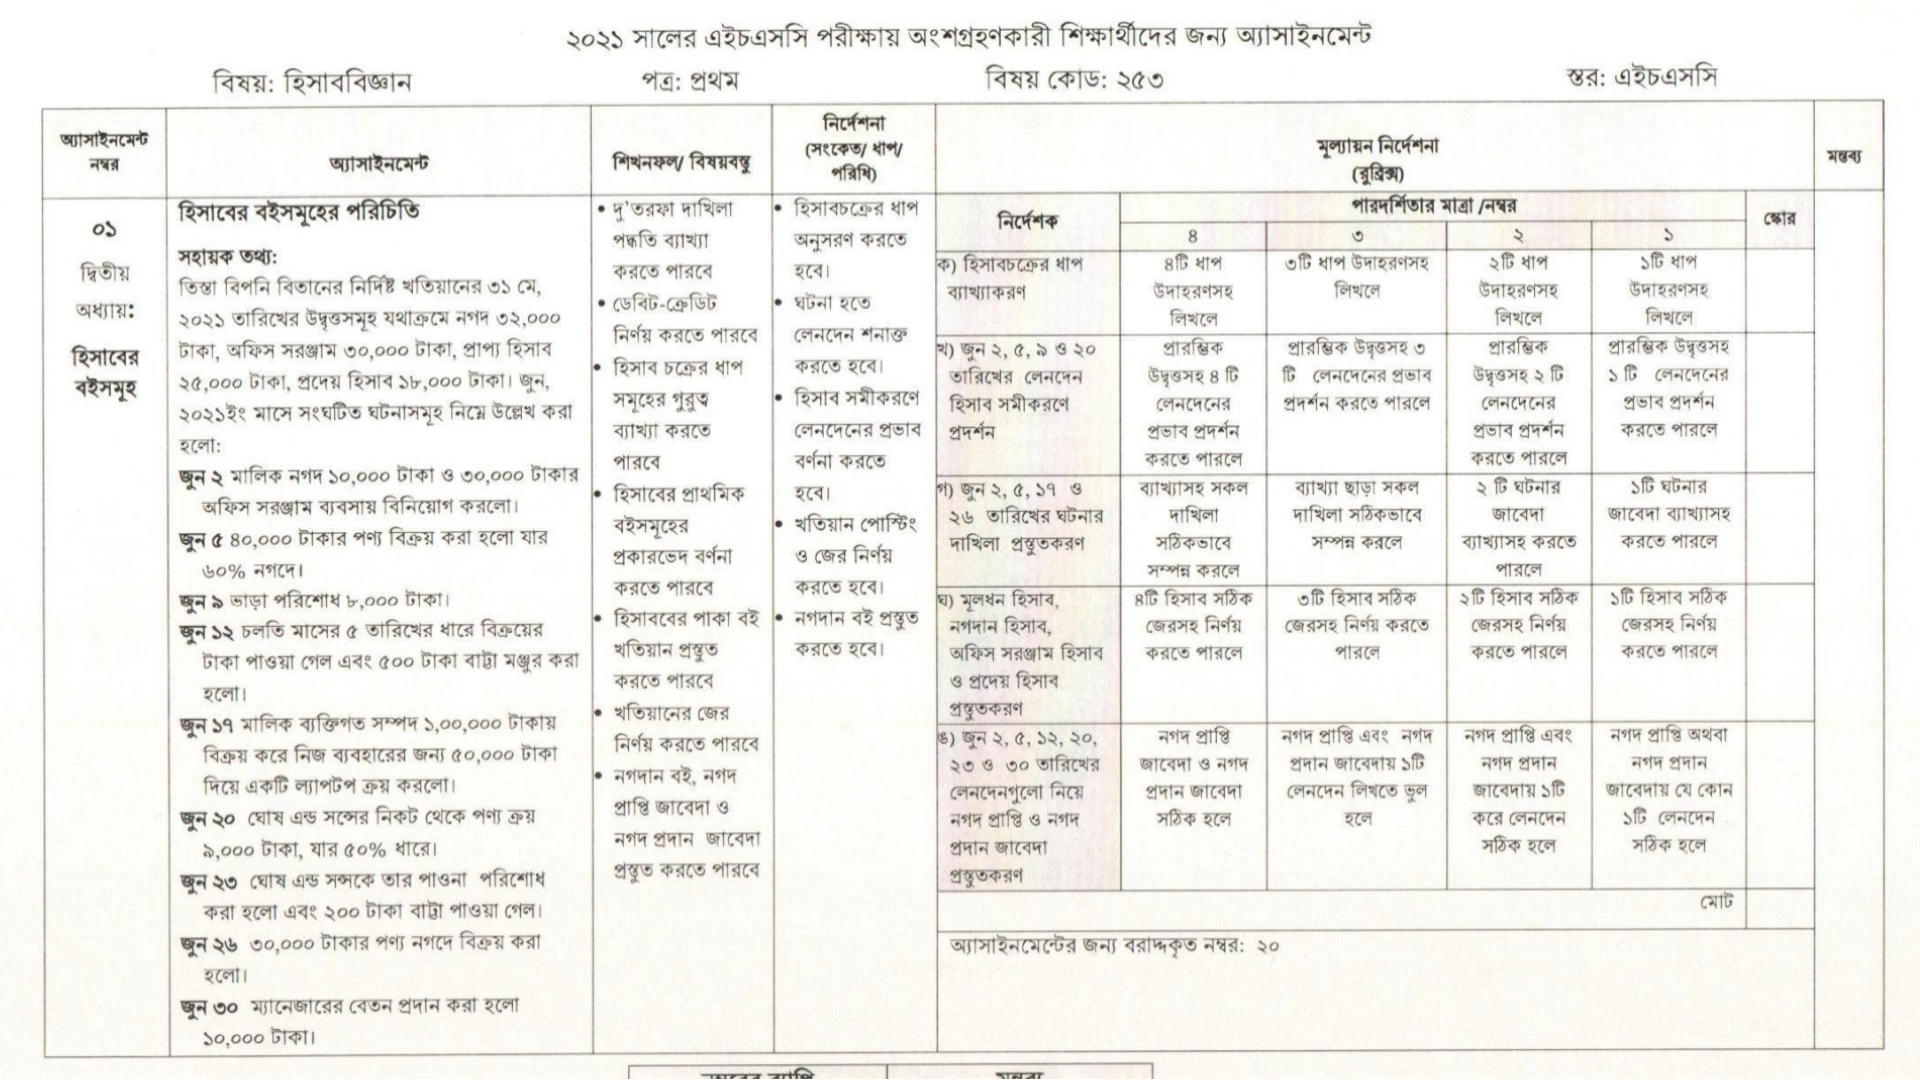 ২০২১ সালের এইচএসসি পরীক্ষায় অংশগ্রহণকারী শিক্ষার্থীদের জন্য অ্যাসাইনমেন্ট
বিষয়: হিসাববিজ্ঞান
পত্র: প্রথম
বিষয় কোড: ২৫৩
স্তর: এইচএসসি
অ্যাসাইনমেন্ট
নম্বর
অ্যাসাইনমেন্ট
শিখনফল/ বিষয়বস্তু
নির্দেশনা
(সংকেত/ ধাপ/
পরিধি)
মূল্যায়ন নির্দেশনা
(রুব্রিক্স)
মন্তব্য
০১
দ্বিতীয়
অধ্যায়:
হিসাবের
বইসমূহ
হিসাবের বইসমূহের পরিচিতি
সহায়ক তথ্য:
তিস্তা বিপনি বিতানের নির্দিষ্ট খতিয়ানের ৩১ মে,
২০২১ তারিখের উদ্বৃত্তসমূহ যথাক্রমে নগদ ৩২,০০০
টাকা, অফিস সরঞ্জাম ৩০,০০০ টাকা, প্রাপ্য হিসাব
২৫,০০০ টাকা, প্রদেয় হিসাব ১৮,০০০ টাকা। জুন,
২০২১ইং মাসে সংঘটিত ঘটনাসমূহ নিম্নে উল্লেখ করা
হলো:
জুন ২ মালিক নগদ ১০,০০০ টাকা ও ৩০,০০০ টাকার
অফিস সরঞ্জাম ব্যবসায় বিনিয়োগ করলো।
জুন ৫ ৪০,০০০ টাকার পণ্য বিক্রয় করা হলো যার
৬০% নগদে।
জুন ৯ ভাড়া পরিশোধ ৮,০০০ টাকা।
জুন ১২ চলতি মাসের ৫ তারিখের ধারে বিক্রয়ের
টাকা পাওয়া গেল এবং ৫০০ টাকা বাট্টা মঞ্জুর করা
হলো।
জুন ১৭ মালিক ব্যক্তিগত সম্পদ ১,০০,০০০ টাকায়
বিক্রয় করে নিজ ব্যবহারের জন্য ৫০,০০০ টাকা
দিয়ে একটি ল্যাপটপ ক্রয় করলো।
জুন ২০ ঘোষ এন্ড সন্সের নিকট থেকে পণ্য ক্রয়
৯,০০০ টাকা, যার ৫০% ধারে।
জুন ২৩ ঘোষ এন্ড সন্সকে তার পাওনা পরিশোধ
করা হলো এবং ২০০ টাকা বাট্টা পাওয়া গেল।
জুন ২৬ ৩০,০০০ টাকার পণ্য নগদে বিক্রয় করা
হলো।
জুন ৩০ ম্যানেজারের বেতন প্রদান করা হলো
১০,০০০ টাকা।
• দু'তরফা দাখিলা
পদ্ধতি ব্যাখ্যা
করতে পারবে
• ডেবিট-ক্রেডিট
নির্ণয় করতে পারবে
• হিসাব চক্রের ধাপ
সমূহের গুরুত্ব
ব্যাখ্যা করতে
পারবে
• হিসাবের প্রাথমিক
বইসমূহের
প্রকারভেদ বর্ণনা
করতে পারবে
• হিসাববের পাকা বই
খতিয়ান প্রস্তুত
করতে পারবে
• খতিয়ানের জের
নির্ণয় করতে পারবে
• নগদান বই, নগদ
প্রাপ্তি জাবেদা ও
নগদ প্রদান জাবেদা
প্রস্তুত করতে পারবে
• হিসাবচক্রের ধাপ
অনুসরণ করতে
হবে।
• ঘটনা হতে
লেনদেন শনাক্ত
করতে হবে।
• হিসাব সমীকরণে
লেনদেনের প্রভাব
বর্ণনা করতে
হবে।
• খতিয়ান পোস্টিং
ও জের নির্ণয়
করতে হবে।
• নগদান বই প্রস্তুত
করতে হবে।
নির্দেশক
পারদর্শিতার মাত্রা /নম্বর
স্কোর
৪
৩
২
১
ক) হিসাবচক্রের ধাপ
ব্যাখ্যাকরণ
৪টি ধাপ
উদাহরণসহ
লিখলে
৩টি ধাপ উদাহরণসহ
লিখলে
২টি ধাপ
উদাহরণসহ
লিখলে
১টি ধাপ
উদাহরণসহ
লিখলে
খ) জুন ২, ৫, ৯ ও ২০
তারিখের লেনদেন
হিসাব সমীকরণে
প্রদর্শন
প্রারম্ভিক
উদ্বৃত্তসহ ৪ টি
লেনদেনের
প্রভাব প্রদর্শন
করতে পারলে
প্রারম্ভিক উদ্বৃত্তসহ ৩
টি লেনদেনের প্রভাব
প্রদর্শন করতে পারলে
প্রারম্ভিক
উদ্বৃত্তসহ ২ টি
লেনদেনের
প্রভাব প্রদর্শন
করতে পারলে
প্রারম্ভিক উদ্বৃত্তসহ
১ টি লেনদেনের
প্রভাব প্রদর্শন
করতে পারলে
গ) জুন ২, ৫, ১৭ ও
২৬ তারিখের ঘটনার
দাখিলা প্রস্তুতকরণ
ব্যাখ্যাসহ সকল
দাখিলা
সঠিকভাবে
সম্পন্ন করলে
ব্যাখ্যা ছাড়া সকল
দাখিলা সঠিকভাবে
সম্পন্ন করলে
২ টি ঘটনার
জাবেদা
ব্যাখ্যাসহ করতে
পারলে
১টি ঘটনার
জাবেদা ব্যাখ্যাসহ
করতে পারলে
ঘ) মূলধন হিসাব,
নগদান হিসাব,
অফিস সরঞ্জাম হিসাব
ও প্রদেয় হিসাব
প্রস্তুতকরণ
৪টি হিসাব সঠিক
জেরসহ নির্ণয়
করতে পারলে
৩টি হিসাব সঠিক
জেরসহ নির্ণয় করতে
পারলে
২টি হিসাব সঠিক
জেরসহ নির্ণয়
করতে পারলে
১টি হিসাব সঠিক
জেরসহ নির্ণয়
করতে পারলে
ঙ) জুন ২, ৫, ১২, ২০,
২৩ ও ৩০ তারিখের
লেনদেনগুলো নিয়ে
নগদ প্রাপ্তি ও নগদ
প্রদান জাবেদা
প্রস্তুতকরণ
নগদ প্রাপ্তি
জাবেদা ও নগদ
প্রদান জাবেদা
সঠিক হলে
নগদ প্রাপ্তি এবং নগদ
প্রদান জাবেদায় ১টি
লেনদেন লিখতে ভুল
হলে
নগদ প্রাপ্তি এবং
নগদ প্রদান
জাবেদায় ১টি
করে লেনদেন
সঠিক হলে
নগদ প্রাপ্তি অথবা
নগদ প্রদান
জাবেদায় যে কোন
১টি লেনদেন
সঠিক হলে
মোট
অ্যাসাইনমেন্টের জন্য বরাদ্দকৃত নম্বর: ২০
নম্বরের ব্যাপ্তি
মন্তব্য